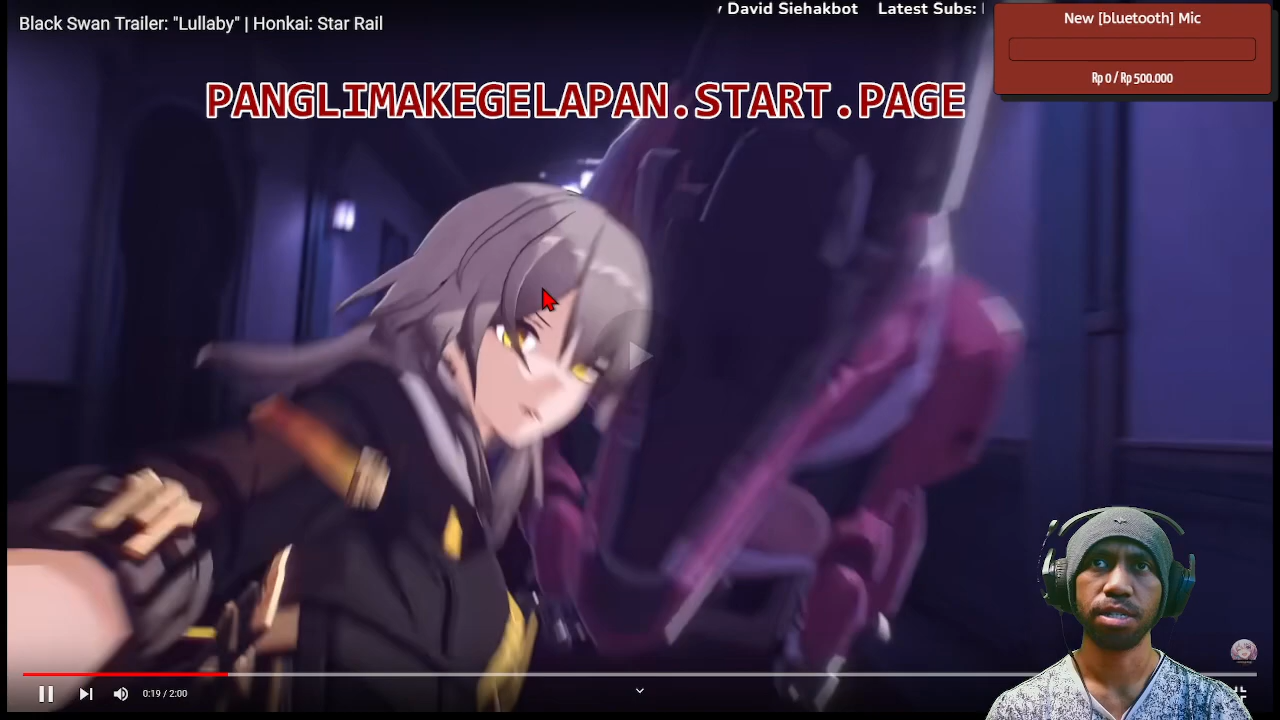 Black Swan Trailer: "Lullaby" | Honkai: Star Rail
David Siehakbot Latest Subs:
New [bluetooth] Mic
Rp 0 / Rp 500.000
PANGLIMAKEGELAPAN.START.PAGE
0:19 / 2:00